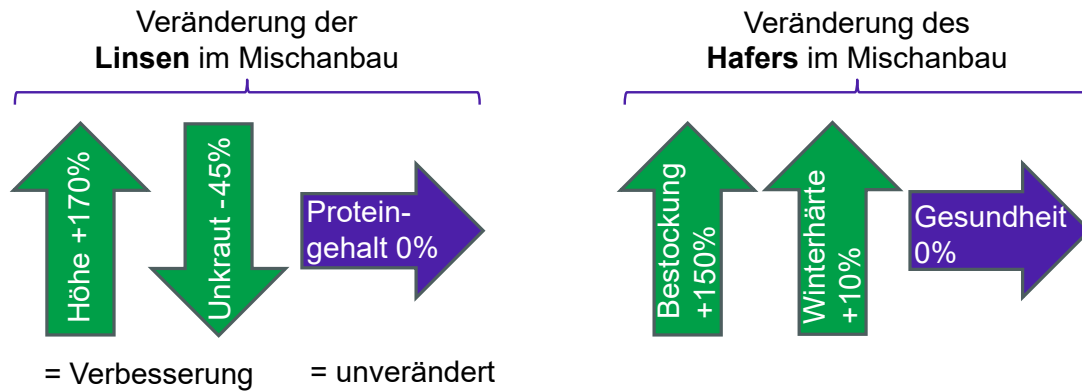 Veränderung der
Linsen im Mischanbau
Höhe +170%
Unkraut -45%
Protein-
gehalt 0%
= Verbesserung
= unverändert
Veränderung des
Hafers im Mischanbau
Bestockung
+150%
Winterhärte
+10%
Gesundheit
0%